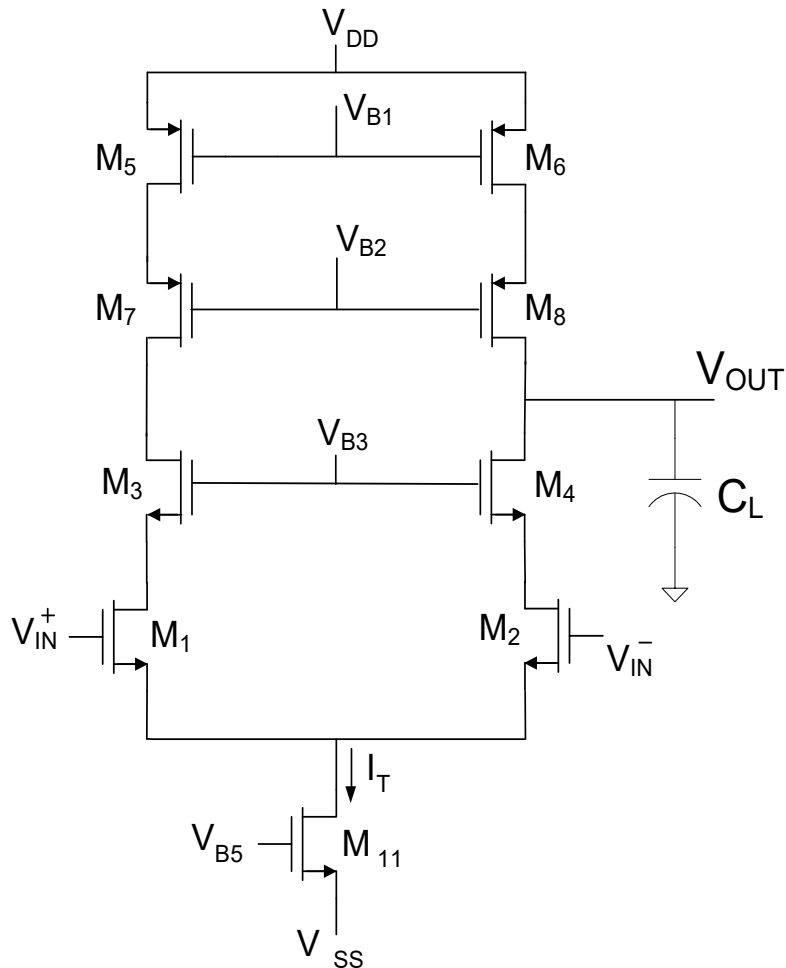 V_DD
V_B1
M_5 M_6
V_B2
M_7 M_8
V_OUT
V_B3
M_3 M_4
C_L
V_IN^+ M_1 M_2 V_IN^-
I_T
V_B5 M_11
V_SS